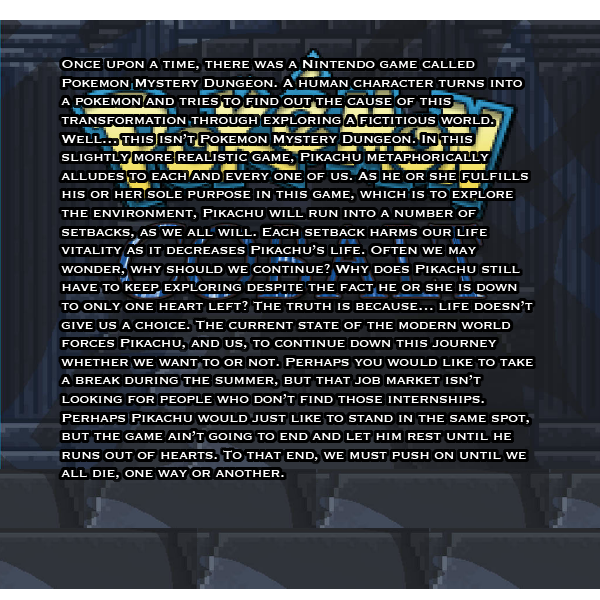 Once upon a time, there was a Nintendo game called
Pokemon Mystery Dungeon. A human character turns into
a pokemon and tries to find out the cause of this
transformation through exploring a fictitious world.
Well... this isn't Pokemon Mystery Dungeon. In this
slightly more realistic game, Pikachu metaphorically
alludes to each and every one of us. As he or she fulfills
his or her sole purpose in this game, which is to explore
the environment, Pikachu will run into a number of
setbacks, as we all will. Each setback harms our life
vitality as it decreases Pikachu's life. Often we may
wonder, why should we continue? Why does Pikachu still
have to keep exploring despite the fact he or she is down
to only one heart left? The truth is because... life doesn't
give us a choice. The current state of the modern world
forces Pikachu, and us, to continue down this journey
whether we want to or not. Perhaps you would like to take
a break during the summer, but that job market isn't
looking for people who don't find those internships.
Perhaps Pikachu would just like to stand in the same spot,
but the game ain't going to end and let him rest until he
runs out of hearts. To that end, we must push on until we
all die, one way or another.